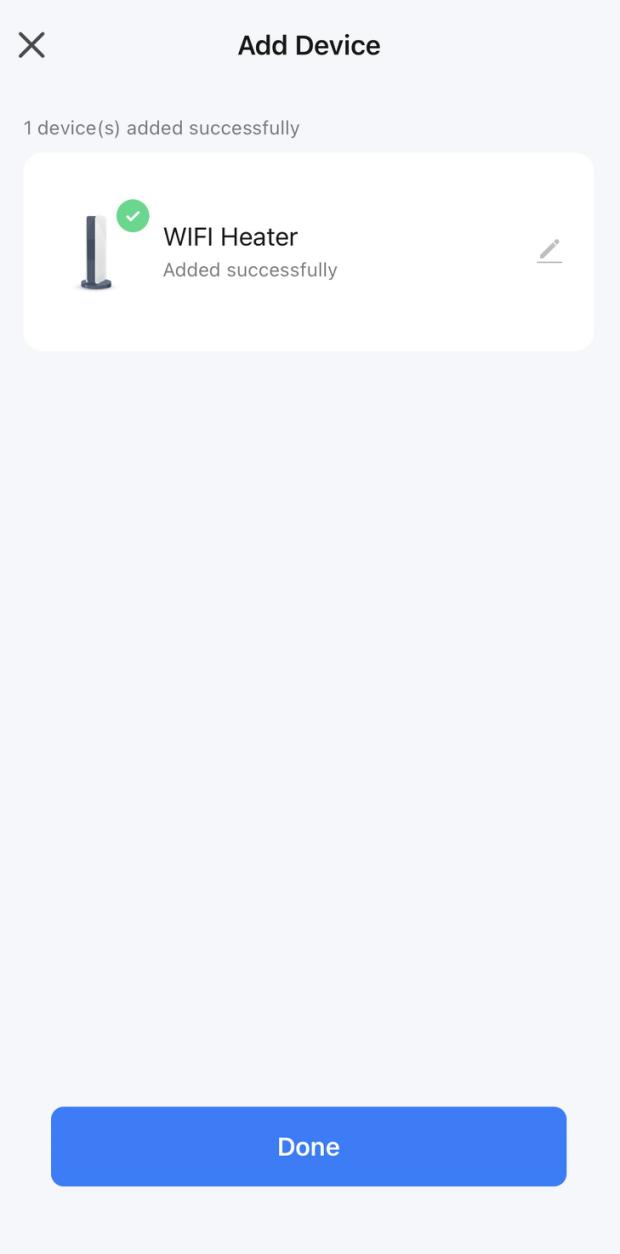 Add Device
1 device(s) added successfully
WIFI Heater
Added successfully
Done